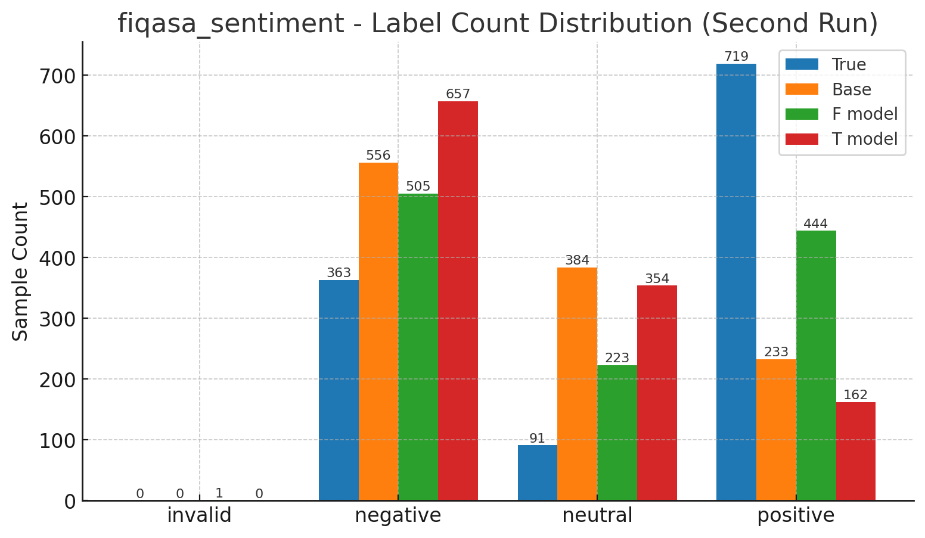 fiqasa_sentiment - Label Count Distribution (Second Run)
Sample Count
700
600
500
400
300
200
100
0
True
Base
F model
T model
0 0 1 0
363 556 505 657
91 384 223 354
719 233 444 162
invalid negative neutral positive